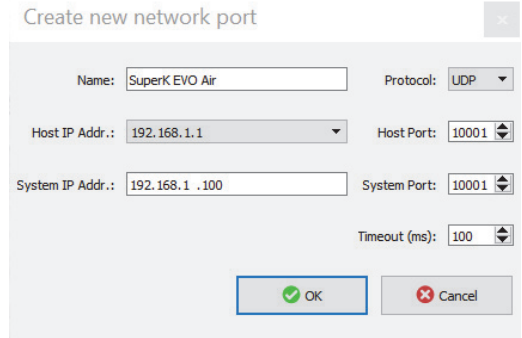 Create new network port
Name: SuperK EVO Air Protocol: UDP
Host IP Addr.: 192.168.1.1 Host Port: 10001
System IP Addr.: 192.168.1 .100 System Port: 10001
Timeout (ms): 100
OK Cancel